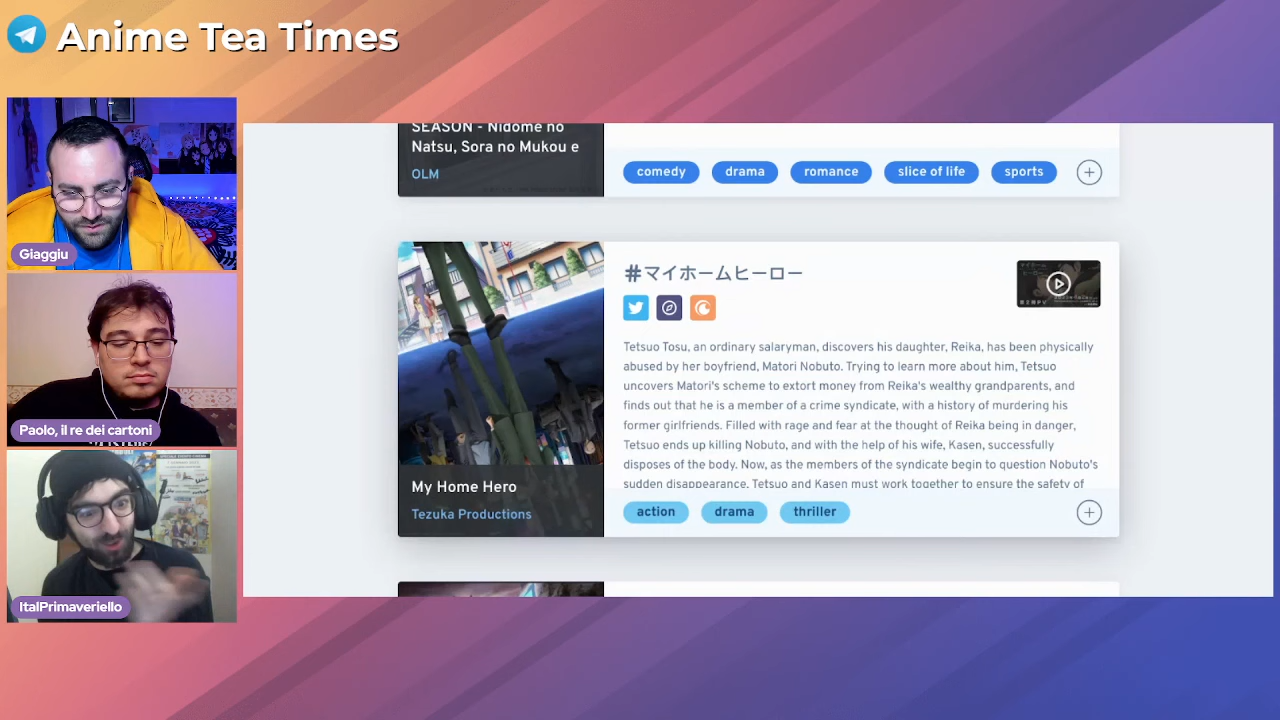 Anime Tea Times
Giaggiu
Paolo, il re dei cartoni
ItalPrimaveriello
SEASON - Nidome no
Natsu, Sora no Mukou e
OLM
comedy
drama
romance
slice of life
sports
#マイホームヒーロー
Tetsuo Tosu, an ordinary salaryman, discovers his daughter, Reika, has been physically
abused by her boyfriend, Matori Nobuto. Trying to learn more about him, Tetsuo
uncovers Matori's scheme to extort money from Reika's wealthy grandparents, and
finds out that he is a member of a crime syndicate, with a history of murdering his
former girlfriends. Filled with rage and fear at the thought of Reika being in danger,
Tetsuo ends up killing Nobuto, and with the help of his wife, Kasen, successfully
disposes of the body. Now, as the members of the syndicate begin to question Nobuto's
sudden disappearance, Tetsuo and Kasen must work together to ensure the safety of
My Home Hero
Tezuka Productions
action
drama
thriller